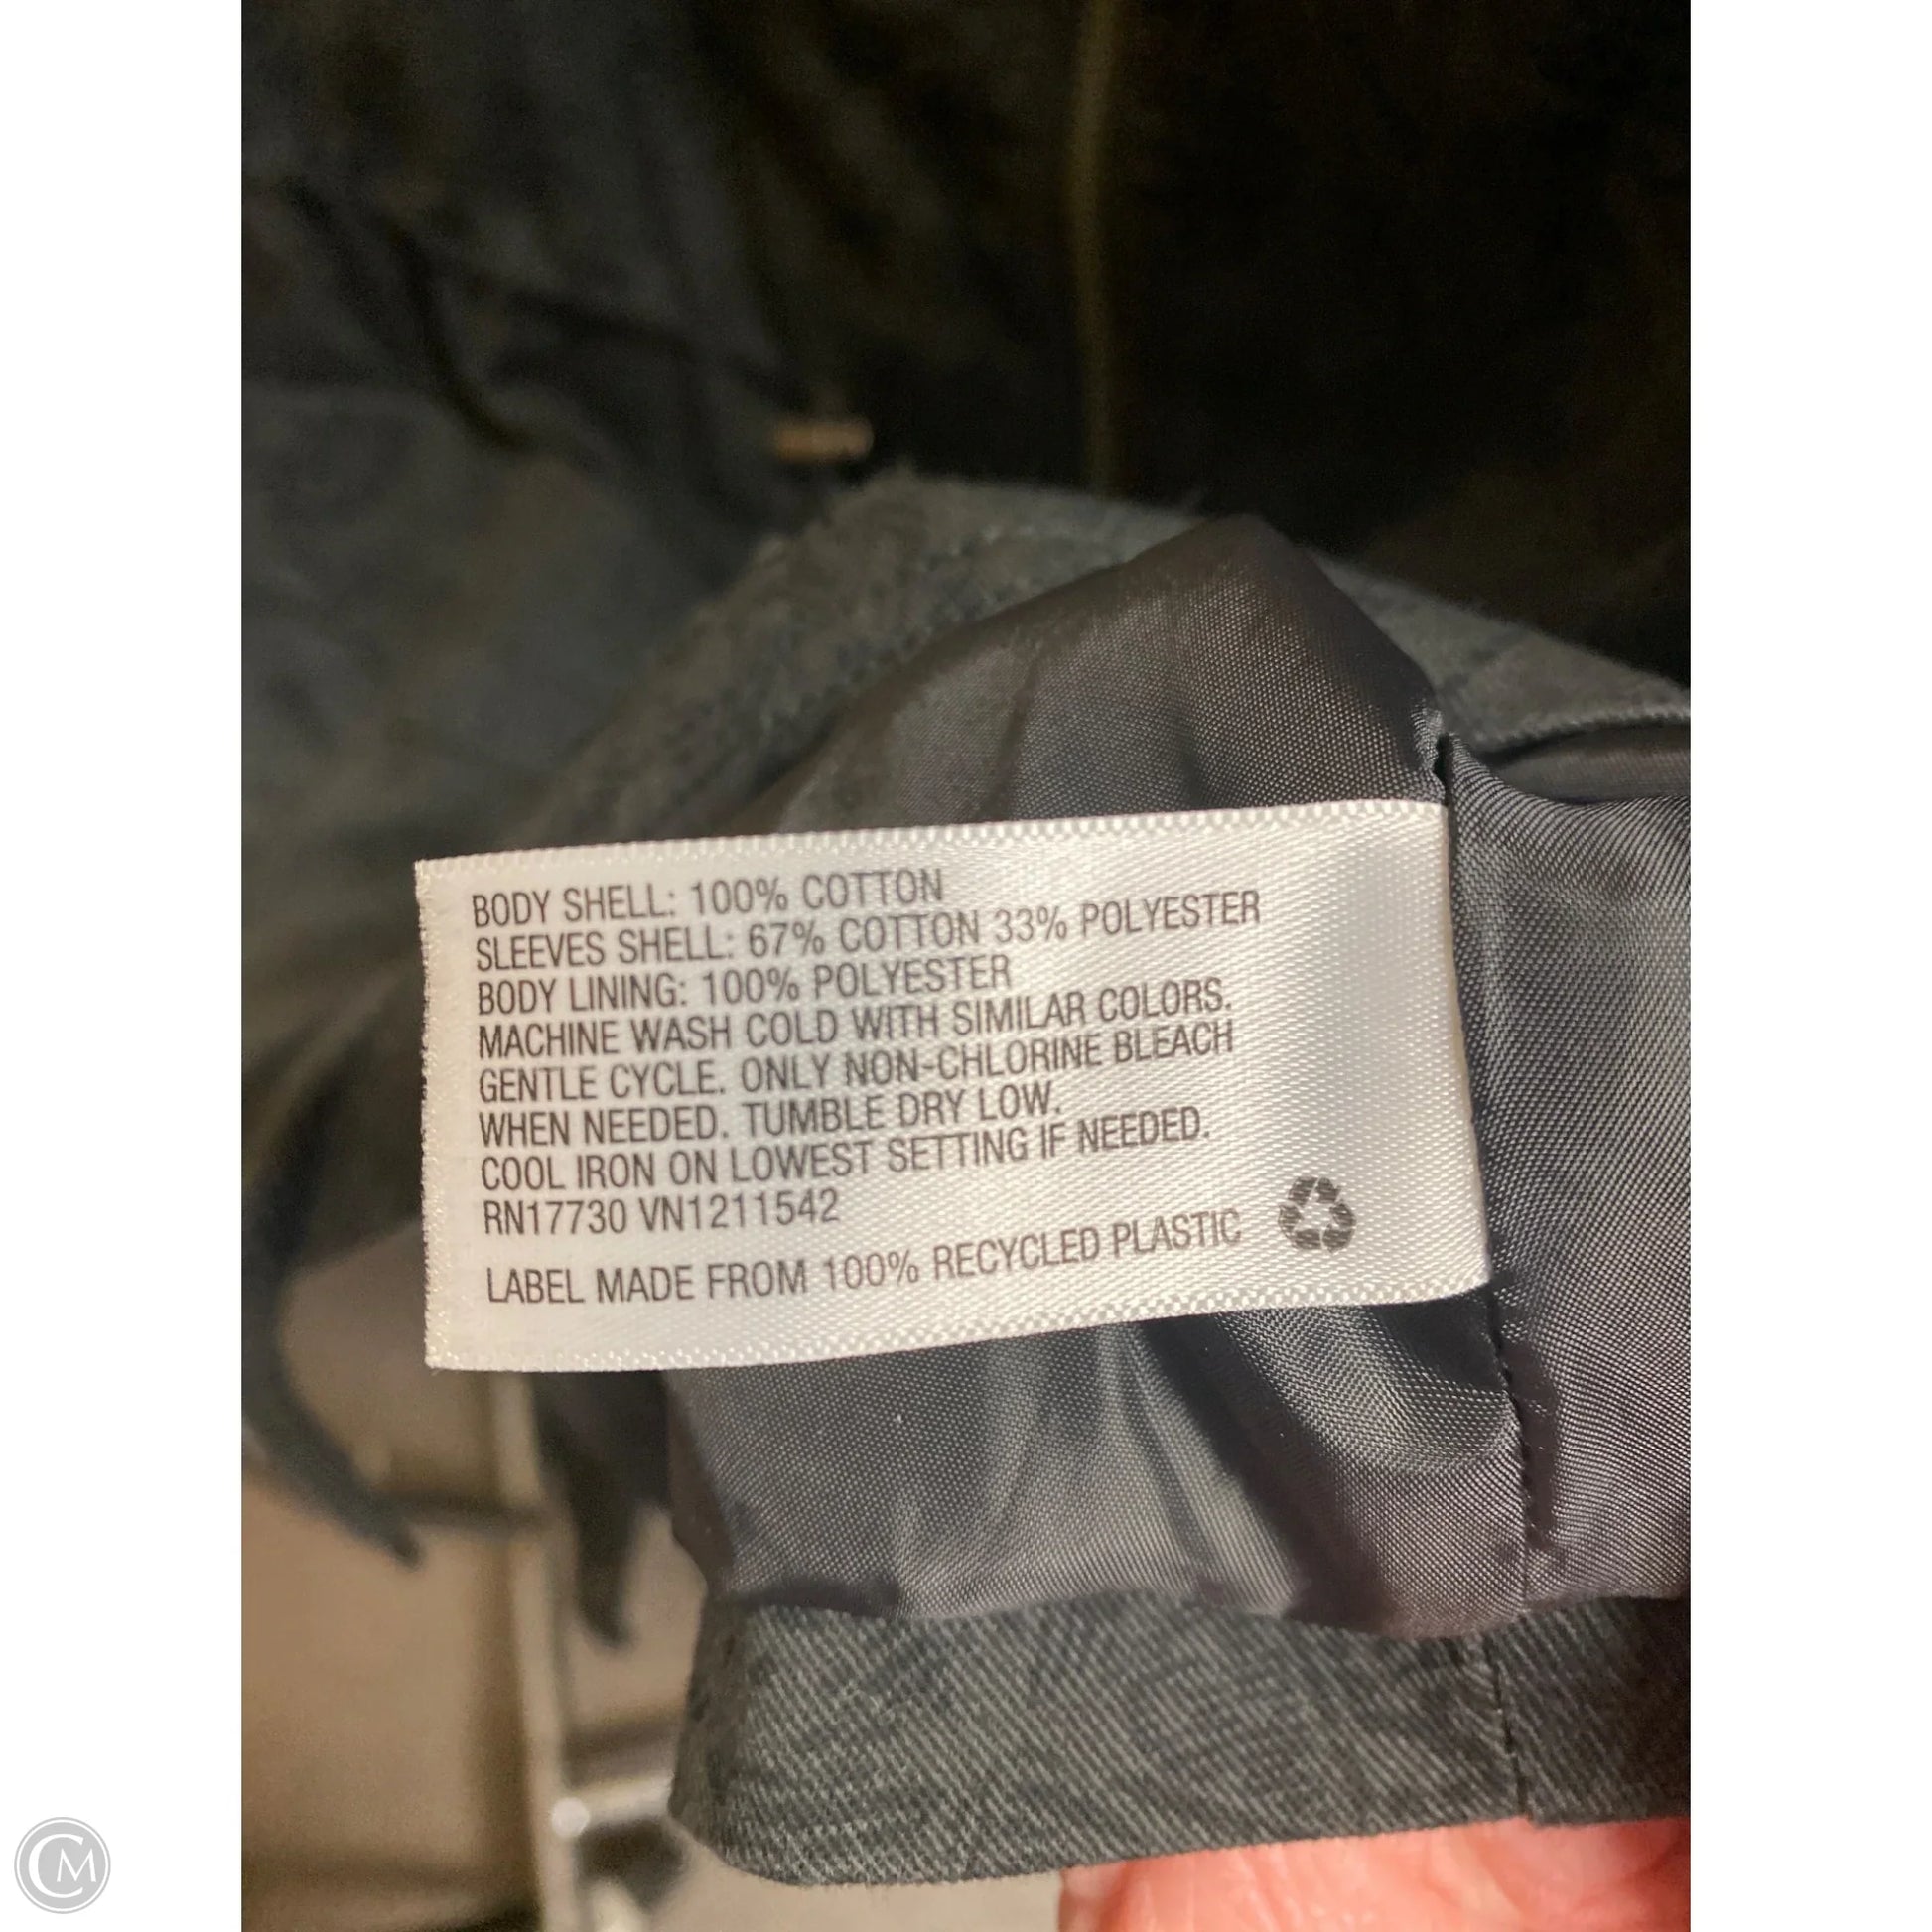 BODY SHELL: 100% COTTON
SLEEVES SHELL: 67% COTTON 33% POLYESTER
BODY LINING: 100% POLYESTER
MACHINE WASH COLD WITH SIMILAR COLORS.
GENTLE CYCLE. ONLY NON-CHLORINE BLEACH
WHEN NEEDED. TUMBLE DRY LOW.
COOL IRON ON LOWEST SETTING IF NEEDED.
RN17730 VN1211542
LABEL MADE FROM 100% RECYCLED PLASTIC
CM